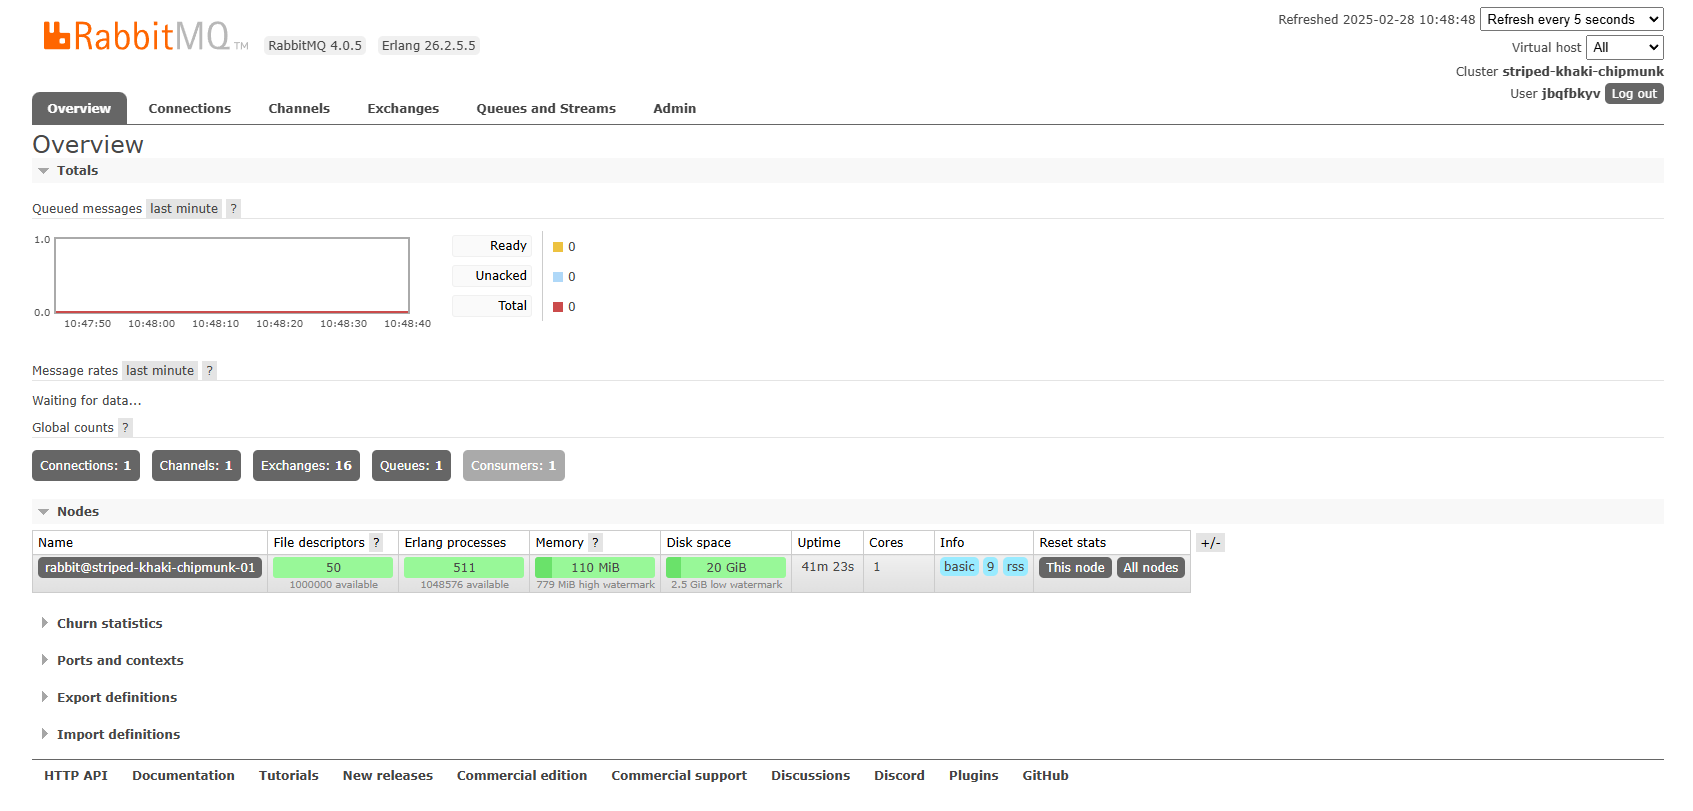 RabbitMQ TM RabbitMQ 4.0.5 Erlang 26.2.5.5
Refreshed 2025-02-28 10:48:48 Refresh every 5 seconds
Virtual host All
Cluster striped-khaki-chipmunk
User jbqfbkyv Log out
Overview Connections Channels Exchanges Queues and Streams Admin
Overview
Totals
Queued messages last minute ?
1.0
0.0
10:47:50 10:48:00 10:48:10 10:48:20 10:48:30 10:48:40
Ready 0
Unacked 0
Total 0
Message rates last minute ?
Waiting for data...
Global counts ?
Connections: 1 Channels: 1 Exchanges: 16 Queues: 1 Consumers: 1
Nodes
Name File descriptors ? Erlang processes Memory ? Disk space Uptime Cores Info Reset stats +/-
rabbit@striped-khaki-chipmunk-01 50 511 110 MiB 20 GiB 41m 23s 1 basic 9 rss This node All nodes
1000000 available 1048576 available 779 MiB high watermark 2.5 GiB low watermark
Churn statistics
Ports and contexts
Export definitions
Import definitions
HTTP API Documentation Tutorials New releases Commercial edition Commercial support Discussions Discord Plugins GitHub